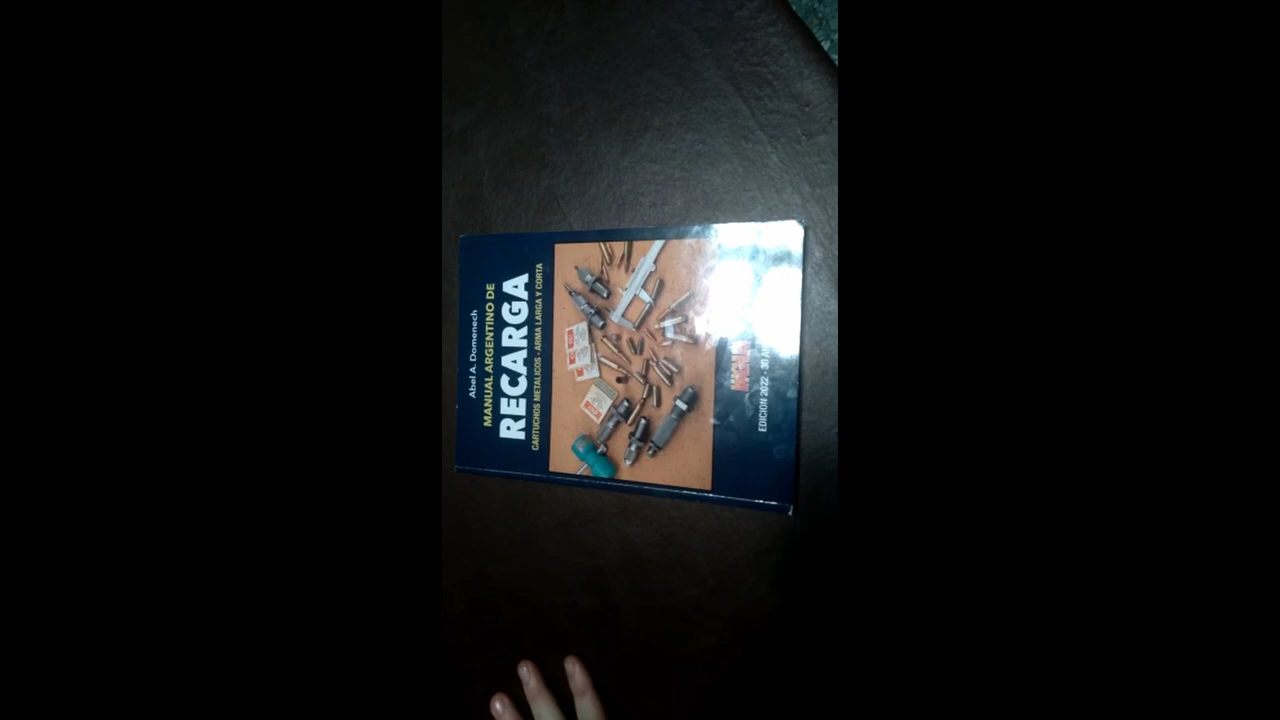 Abel A. Domenech
MANUAL ARGENTINO DE
RECARGA
CARTUCHOS METALICOS · ARMA LARGA Y CORTA
EDICION 2022 · 30